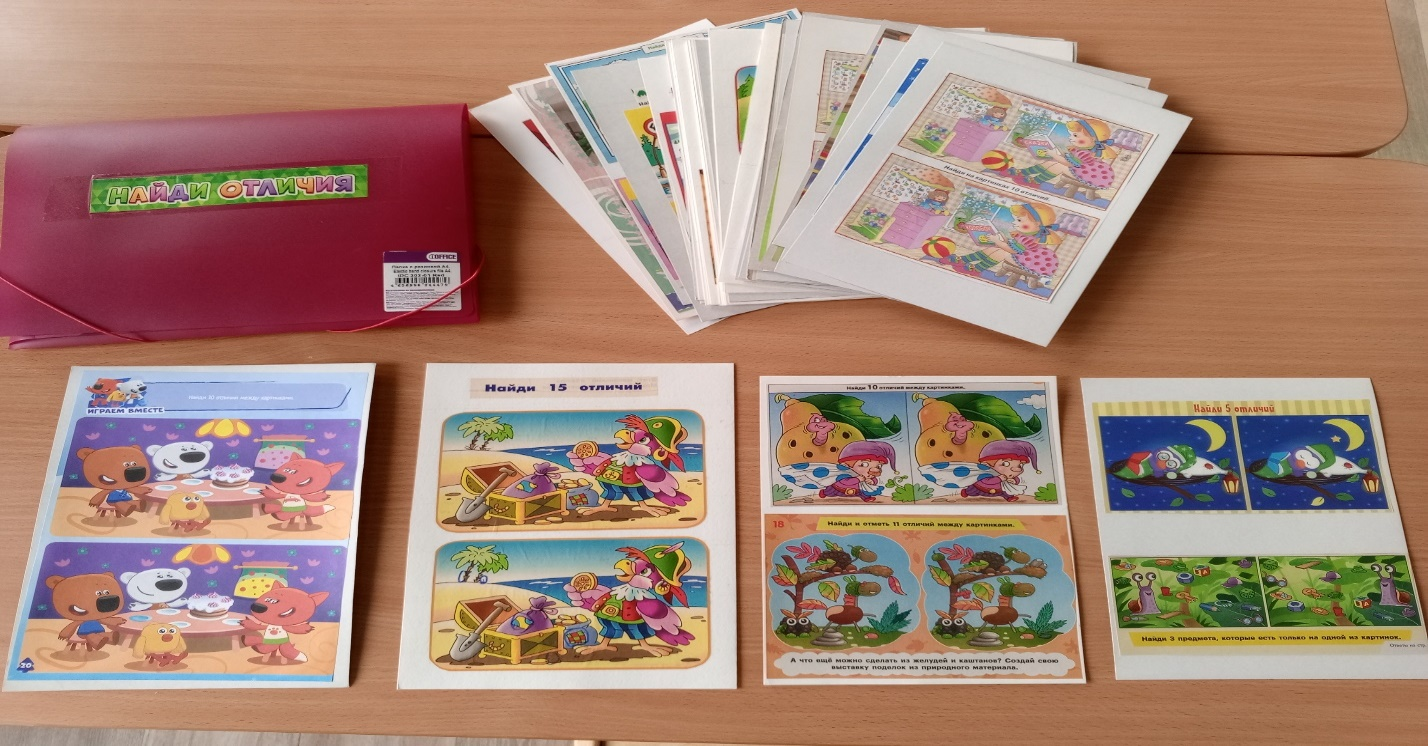 НАЙДИ ОТЛИЧИЯ
OFFICE
Найди на картинках 10 отличий.
Найди 10 отличий между картинками.
ИГРАЕМ ВМЕСТЕ
20
Найди 15 отличий
Найди 10 отличий между картинками.
18
Найди и отметь 11 отличий между картинками.
А что ещё можно сделать из желудей и каштанов? Создай свою
выставку поделок из природного материала.
Найди 5 отличий
Найди 3 предмета, которые есть только на одной из картинок.